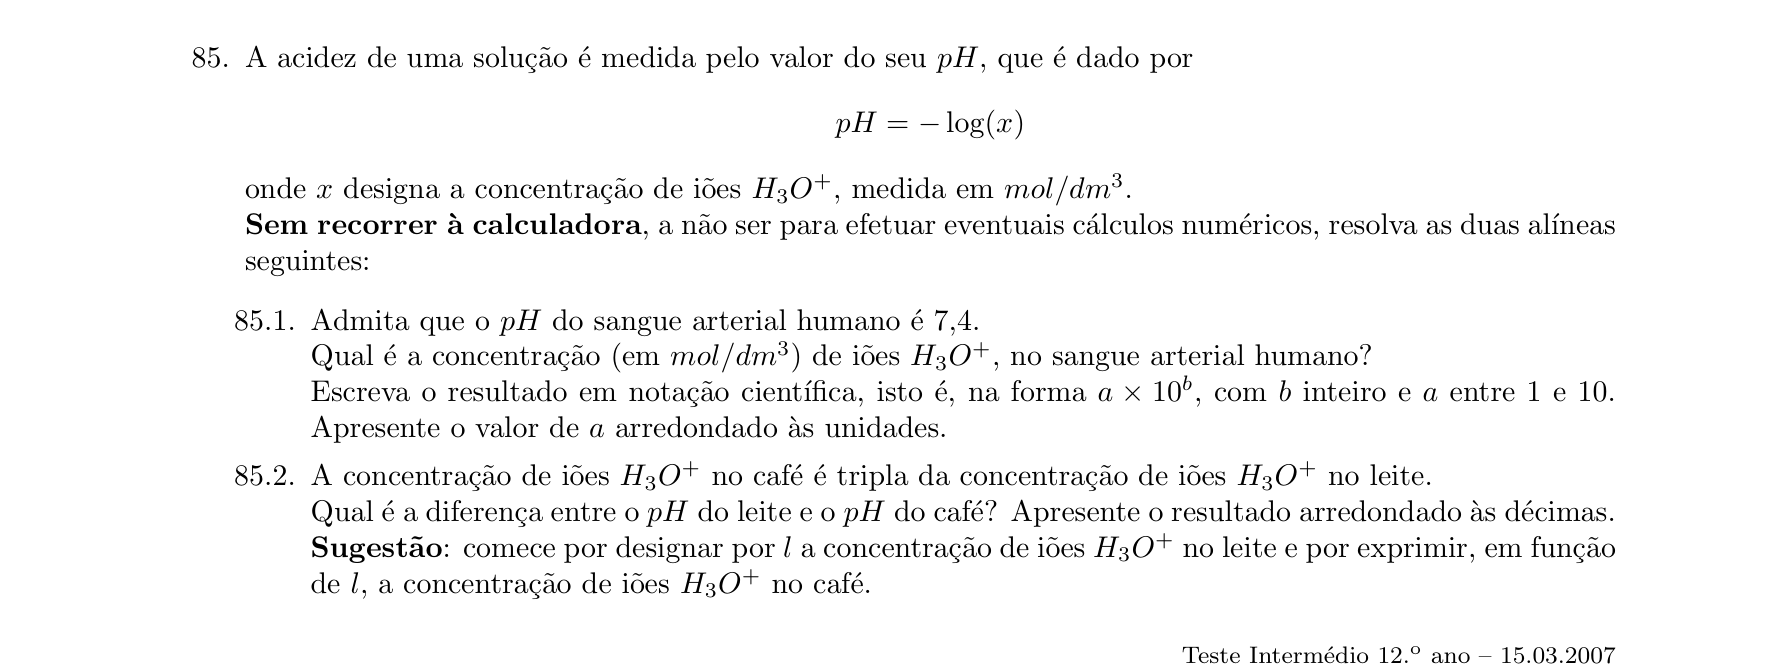 85. A acidez de uma solução é medida pelo valor do seu pH, que é dado por
pH = − log(x)
onde x designa a concentração de iões H₃O⁺, medida em mol/dm³.
Sem recorrer à calculadora, a não ser para efetuar eventuais cálculos numéricos, resolva as duas alíneas
seguintes:
85.1. Admita que o pH do sangue arterial humano é 7,4.
Qual é a concentração (em mol/dm³) de iões H₃O⁺, no sangue arterial humano?
Escreva o resultado em notação científica, isto é, na forma a × 10ᵇ, com b inteiro e a entre 1 e 10.
Apresente o valor de a arredondado às unidades.
85.2. A concentração de iões H₃O⁺ no café é tripla da concentração de iões H₃O⁺ no leite.
Qual é a diferença entre o pH do leite e o pH do café? Apresente o resultado arredondado às décimas.
Sugestão: comece por designar por l a concentração de iões H₃O⁺ no leite e por exprimir, em função
de l, a concentração de iões H₃O⁺ no café.
Teste Intermédio 12.º ano – 15.03.2007